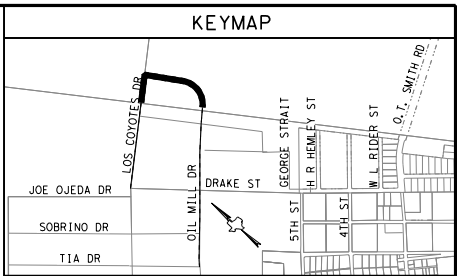 KEYMAP
LOS COYOTES DR
OIL MILL DR
GEORGE STRAIT
H R HEMLEY ST
W L RIDER ST
O. T. SMITH RD
JOE OJEDA DR
DRAKE ST
SOBRINO DR
5TH ST
4TH ST
TIA DR